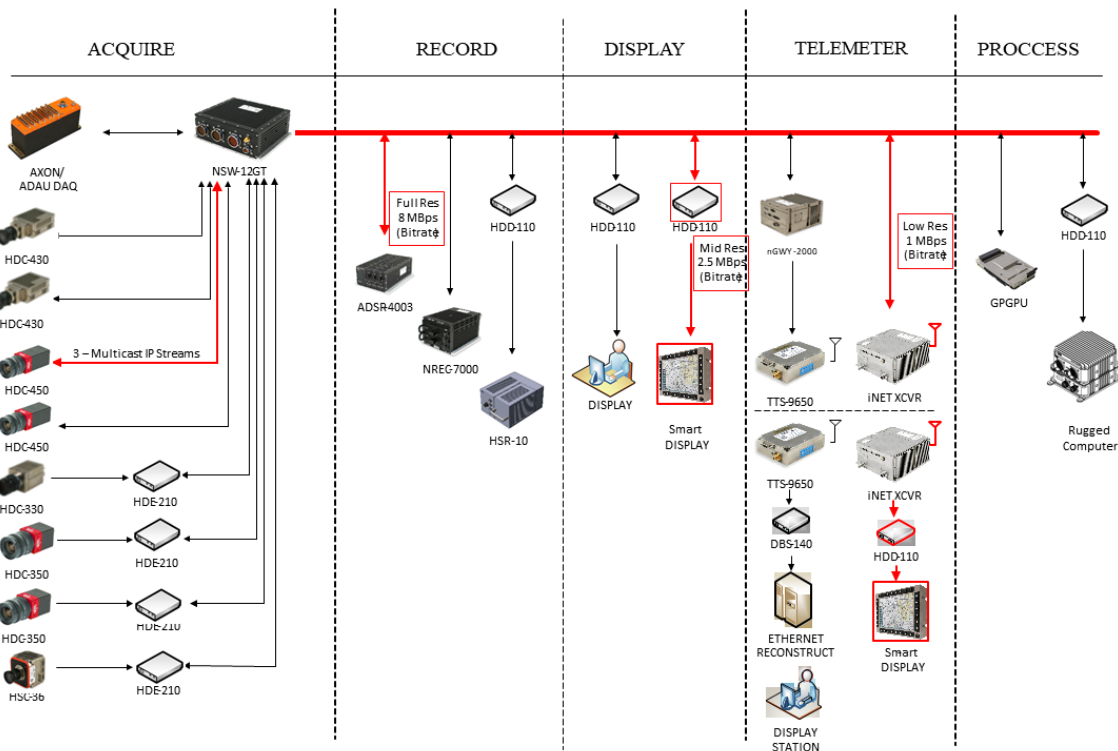 ACQUIRE
RECORD
DISPLAY
TELEMETER
PROCCESS
AXON/
ADAU DAQ
NSW-12GT
HDC-430
HDC-430
3 – Multicast IP Streams
HDC-450
HDC-450
HDC-330
HDE-210
HDC-350
HDE-210
HDC-350
HDE-210
HSC-36
HDE-210
Full Res
8 MBps
(Bitrate)
ADSR-4003
NREC-7000
HDD-110
HSR-10
HDD-110
DISPLAY
HDD-110
Mid Res
2.5 MBps
(Bitrate)
Smart
DISPLAY
nGWY-2000
Low Res
1 MBps
(Bitrate)
TTS-9650
iNET XCVR
TTS-9650
iNET XCVR
DBS-140
HDD-110
ETHERNET
RECONSTRUCT
Smart
DISPLAY
DISPLAY
STATION
GPGPU
HDD-110
Rugged
Computer